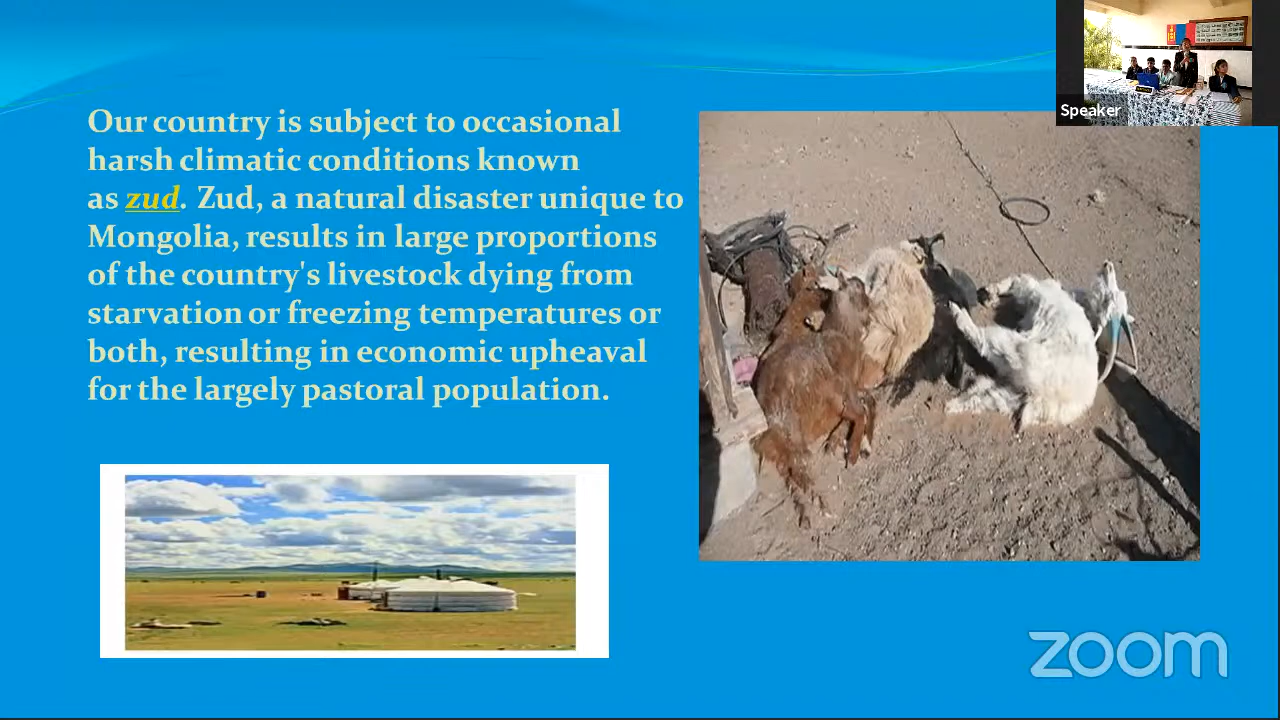 Our country is subject to occasional
harsh climatic conditions known
as zud. Zud, a natural disaster unique to
Mongolia, results in large proportions
of the country's livestock dying from
starvation or freezing temperatures or
both, resulting in economic upheaval
for the largely pastoral population.
Speaker
zoom